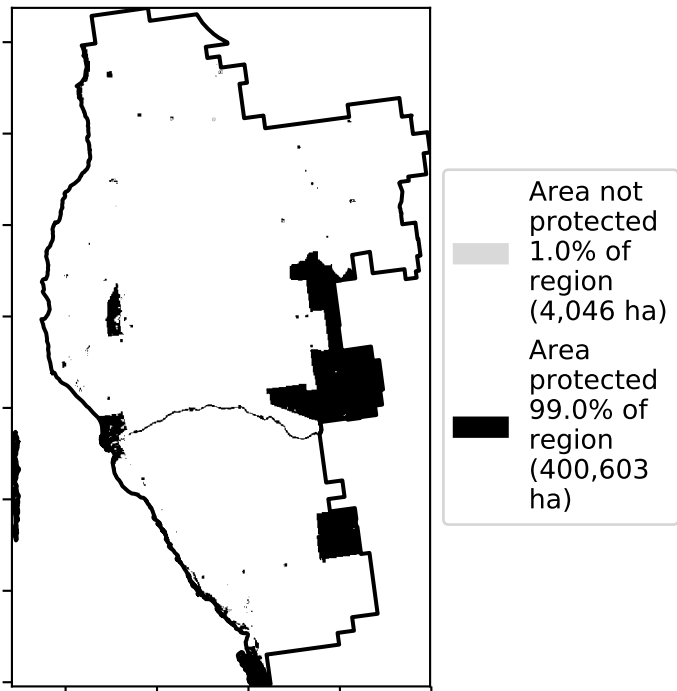 Area not
protected
1.0% of
region
(4,046 ha)
Area
protected
99.0% of
region
(400,603
ha)